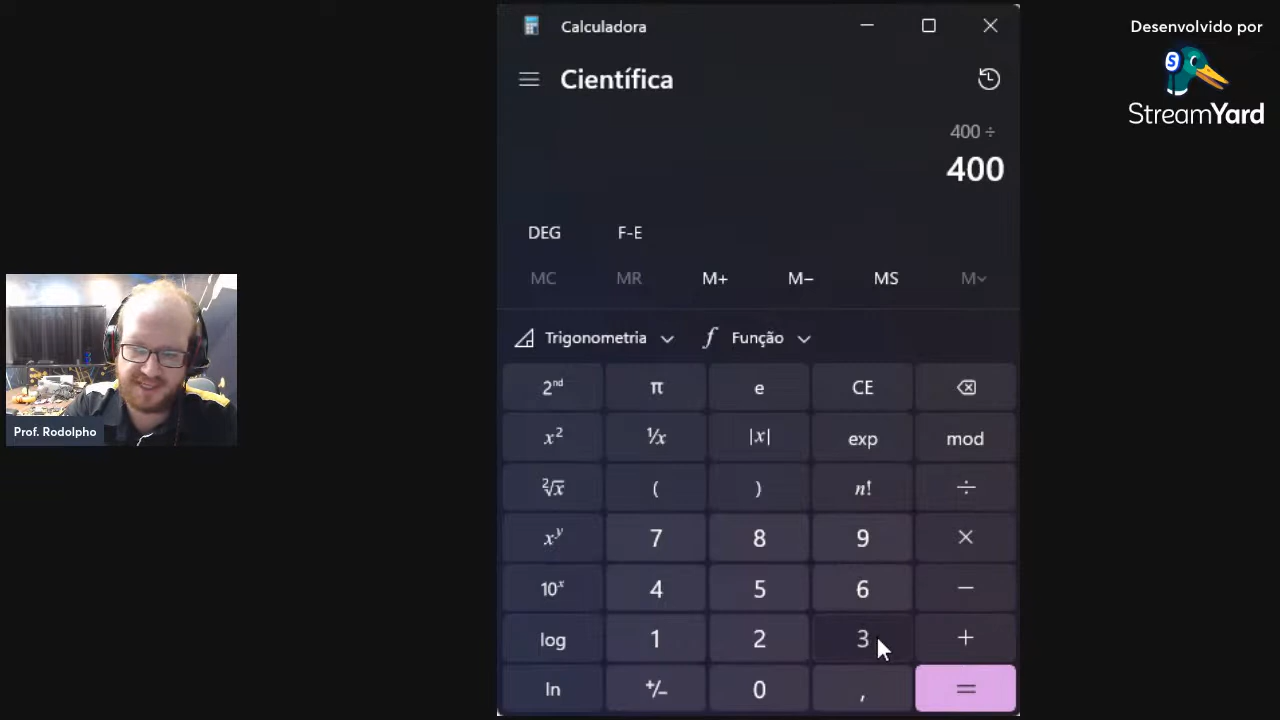 Calculadora
Desenvolvido por
StreamYard
Científica
400 ÷
400
DEG F-E
MC MR M+ M− MS M
Trigonometria Função
2nd π e CE
x² ¹/x |x| exp mod
²√x ( ) n! ÷
xʸ 7 8 9 ×
10ˣ 4 5 6 −
log 1 2 3 +
ln +/− 0 , =
Prof. Rodolpho